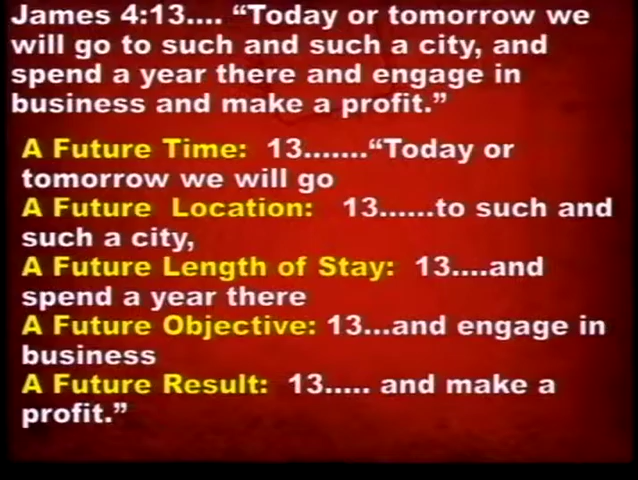 James 4:13.... “Today or tomorrow we
will go to such and such a city, and
spend a year there and engage in
business and make a profit.”
A Future Time: 13.......“Today or
tomorrow we will go
A Future Location: 13......to such and
such a city,
A Future Length of Stay: 13....and
spend a year there
A Future Objective: 13...and engage in
business
A Future Result: 13..... and make a
profit.”